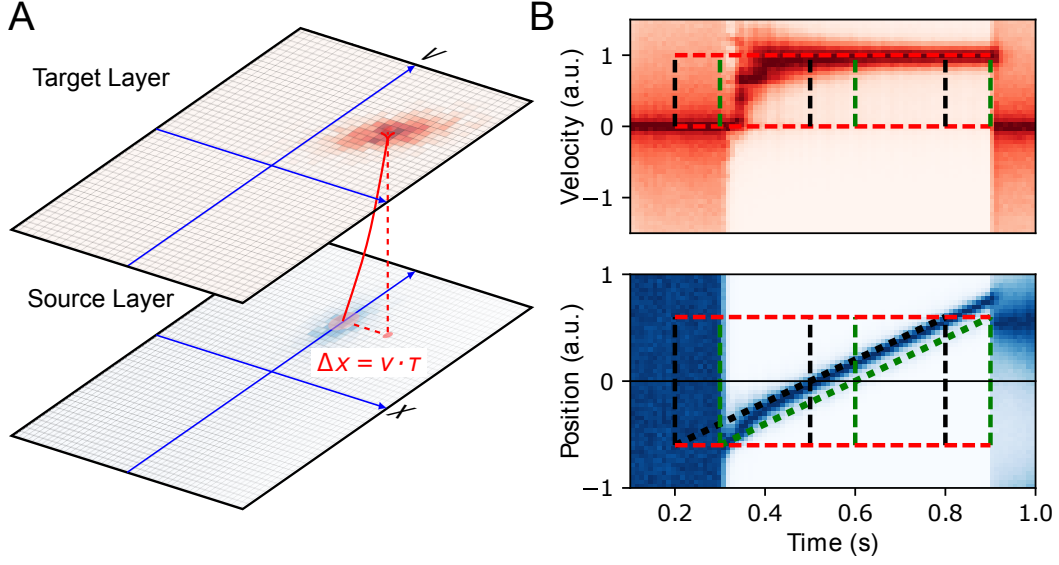 A
Target Layer
V
Source Layer
Δx = v · τ
X
B
Velocity (a.u.)
1
0
−1
Position (a.u.)
1
0
−1
0.2
0.4
0.6
0.8
1.0
Time (s)